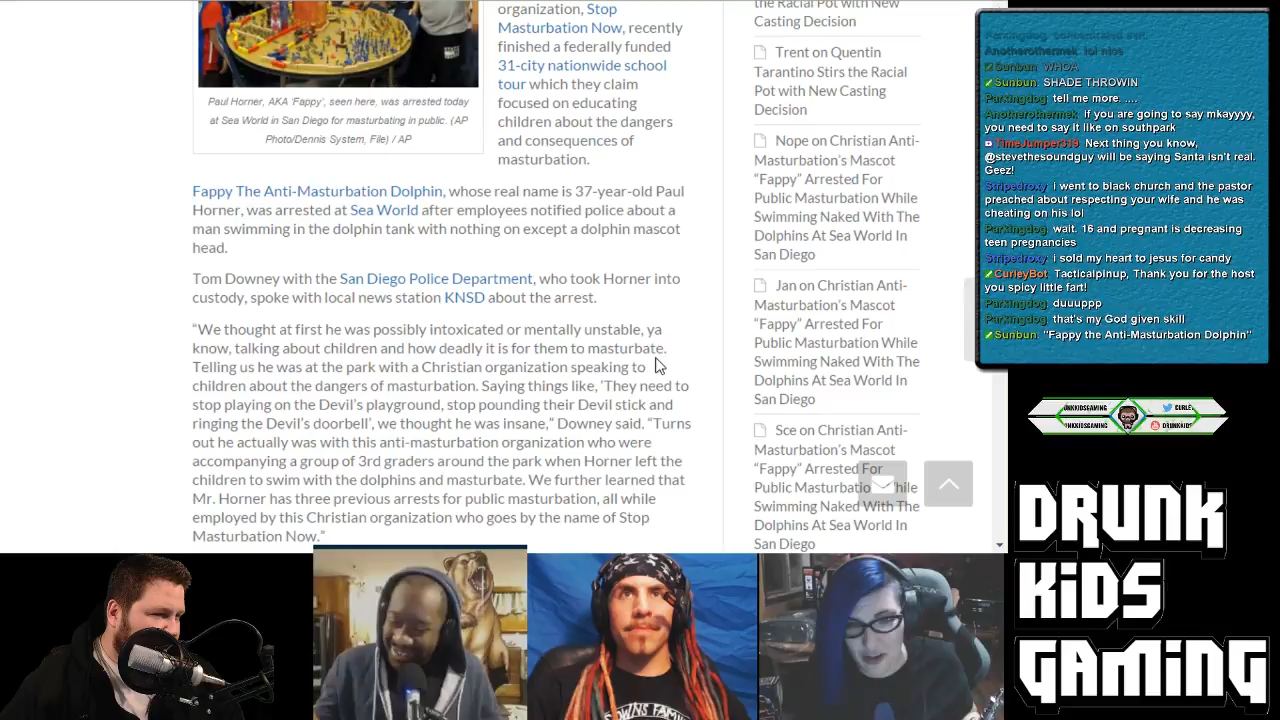 organization, Stop
Masturbation Now, recently
finished a federally funded
31-city nationwide school
tour which they claim
focused on educating
children about the dangers
and consequences of
masturbation.
Paul Horner, AKA 'Fappy', seen here, was arrested today
at Sea World in San Diego for masturbating in public. (AP
Photo/Dennis System, File) / AP
Fappy The Anti-Masturbation Dolphin, whose real name is 37-year-old Paul
Horner, was arrested at Sea World after employees notified police about a
man swimming in the dolphin tank with nothing on except a dolphin mascot
head.
Tom Downey with the San Diego Police Department, who took Horner into
custody, spoke with local news station KNSD about the arrest.
“We thought at first he was possibly intoxicated or mentally unstable, ya
know, talking about children and how deadly it is for them to masturbate.
Telling us he was at the park with a Christian organization speaking to
children about the dangers of masturbation. Saying things like, ‘They need to
stop playing on the Devil’s playground, stop pounding their Devil stick and
ringing the Devil’s doorbell’, we thought he was insane,” Downey said. “Turns
out he actually was with this anti-masturbation organization who were
accompanying a group of 3rd graders around the park when Horner left the
children to swim with the dolphins and masturbate. We further learned that
Mr. Horner has three previous arrests for public masturbation, all while
employed by this Christian organization who goes by the name of Stop
Masturbation Now.”
the Racial Pot with New
Casting Decision
Trent on Quentin
Tarantino Stirs the Racial
Pot with New Casting
Decision
Nope on Christian Anti-
Masturbation’s Mascot
“Fappy” Arrested For
Public Masturbation While
Swimming Naked With The
Dolphins At Sea World In
San Diego
Jan on Christian Anti-
Masturbation’s Mascot
“Fappy” Arrested For
Public Masturbation While
Swimming Naked With The
Dolphins At Sea World In
San Diego
Sce on Christian Anti-
Masturbation’s Mascot
“Fappy” Arrested For
Public Masturbation While
Swimming Naked With The
Dolphins At Sea World In
San Diego
Anotherothermek: lol nice
Sunbun: WHOA
Sunbun: SHADE THROWIN
Parkingdog: tell me more. ....
Anotherothermek: If you are going to say mkayyyy,
you need to say it like on southpark
TimeJumper319: Next thing you know,
@stevethesoundguy will be saying Santa isn't real.
Geez!
Stripedroxy: i went to black church and the pastor
preached about respecting your wife and he was
cheating on his lol
Parkingdog: wait. 16 and pregnant is decreasing
teen pregnancies
Stripedroxy: i sold my heart to jesus for candy
CurleyBot: Tacticalpinup, Thank you for the host
you spicy little fart!
Parkingdog: duuuppp
Parkingdog: that's my God given skill
Sunbun: "Fappy the Anti-Masturbation Dolphin"
DRUNK
KIDS
GAMING